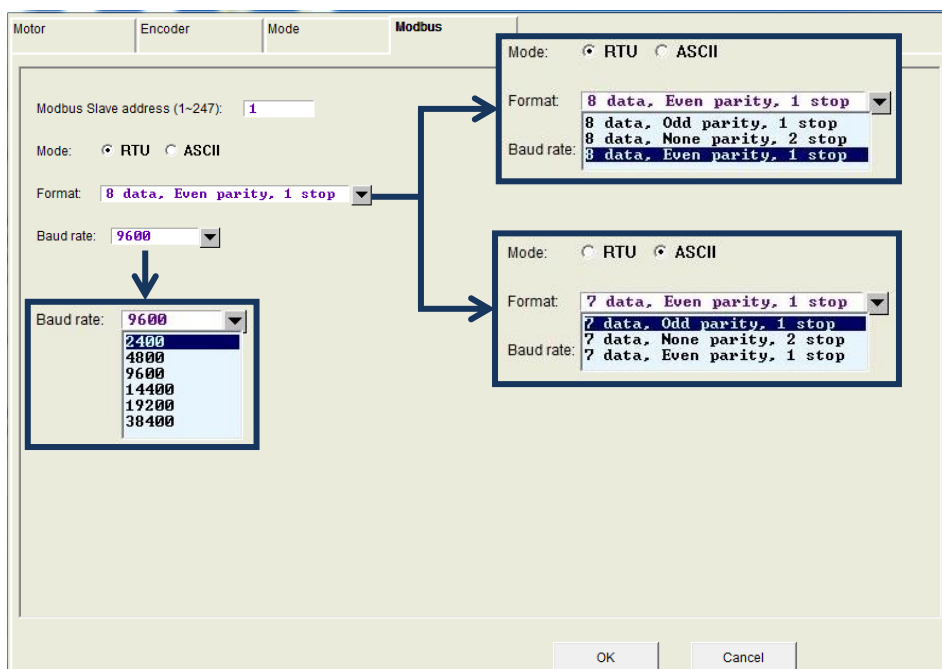 Motor
Encoder
Mode
Modbus
Modbus Slave address (1~247): 1
Mode: RTU ASCII
Format: 8 data, Even parity, 1 stop
Baud rate: 9600
Baud rate: 9600
2400
4800
9600
14400
19200
38400
Mode: RTU ASCII
Format: 8 data, Even parity, 1 stop
8 data, Odd parity, 1 stop
8 data, None parity, 2 stop
Baud rate: 8 data, Even parity, 1 stop
Mode: RTU ASCII
Format: 7 data, Even parity, 1 stop
7 data, Odd parity, 1 stop
7 data, None parity, 2 stop
Baud rate: 7 data, Even parity, 1 stop
OK
Cancel